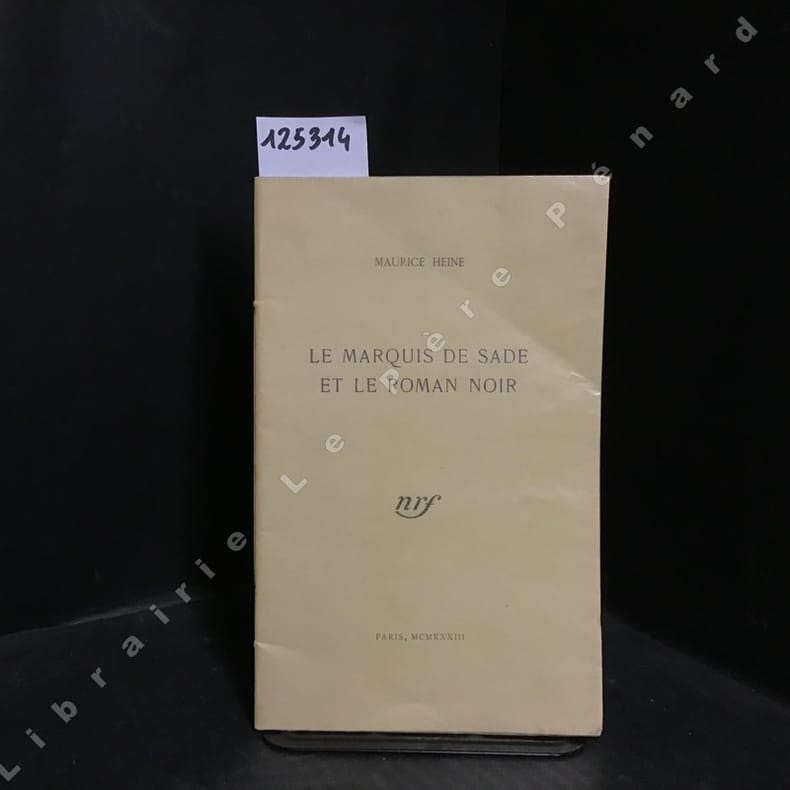 125314
MAURICE HEINE
LE MARQUIS DE SADE
ET LE ROMAN NOIR
nrf
PARIS, MCMXXXIII
Librairie Le Père Pénard